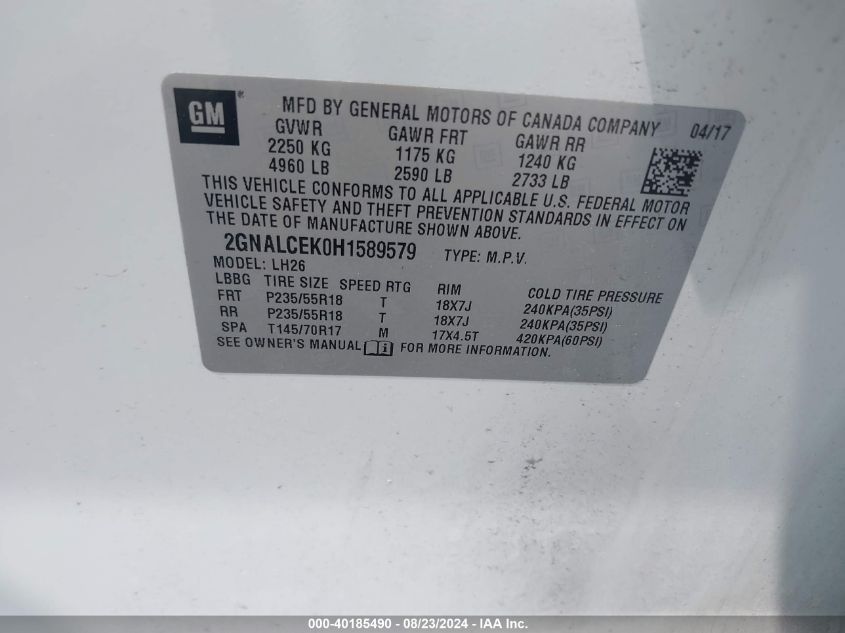 GM ® MFD BY GENERAL MOTORS OF CANADA COMPANY 04/17
GVWR GAWR FRT GAWR RR
2250 KG 1175 KG 1240 KG
4960 LB 2590 LB 2733 LB
THIS VEHICLE CONFORMS TO ALL APPLICABLE U.S. FEDERAL MOTOR
VEHICLE SAFETY AND THEFT PREVENTION STANDARDS IN EFFECT ON
THE DATE OF MANUFACTURE SHOWN ABOVE.
2GNALCEK0H1589579 TYPE: M.P.V.
MODEL: LH26
LBBG TIRE SIZE SPEED RTG RIM COLD TIRE PRESSURE
FRT P235/55R18 T 18X7J 240KPA(35PSI)
RR P235/55R18 T 18X7J 240KPA(35PSI)
SPA T145/70R17 M 17X4.5T 420KPA(60PSI)
SEE OWNER'S MANUAL FOR MORE INFORMATION.
000-40185490 - 08/23/2024 - IAA Inc.